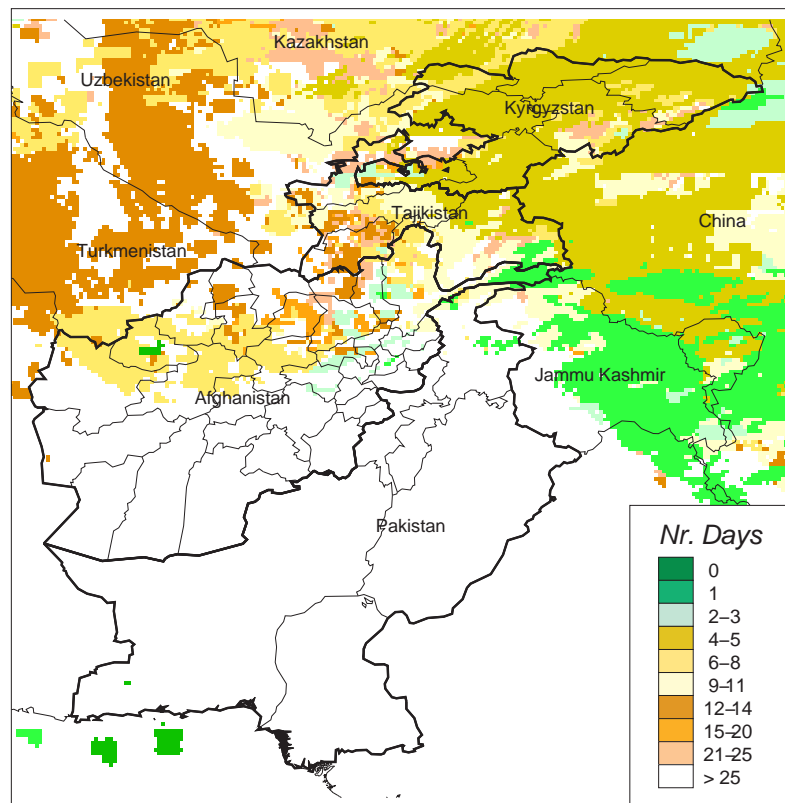 Kazakhstan
Uzbekistan
Kyrgyzstan
Tajikistan
China
Turkmenistan
Jammu Kashmir
Afghanistan
Pakistan
Nr. Days
0
1
2–3
4–5
6–8
9–11
12–14
15–20
21–25
> 25